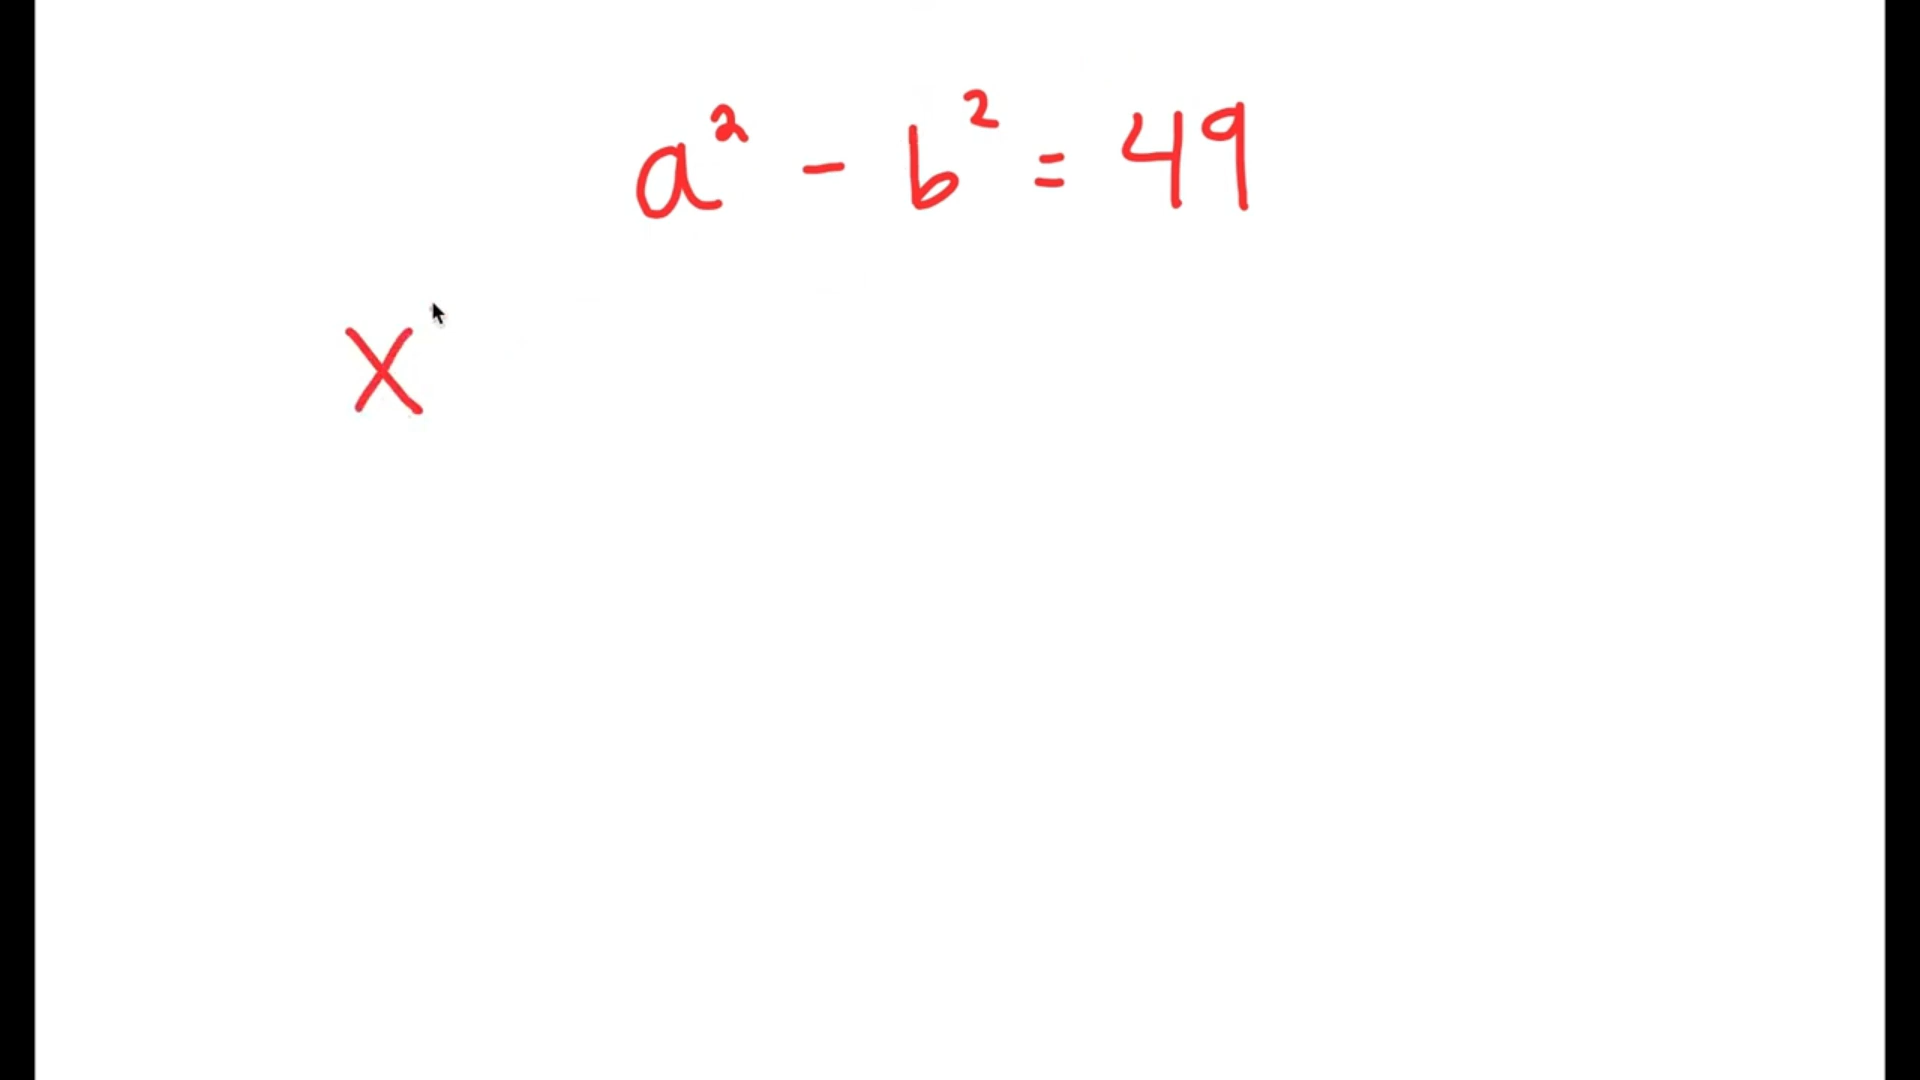 a² - b² = 49
X